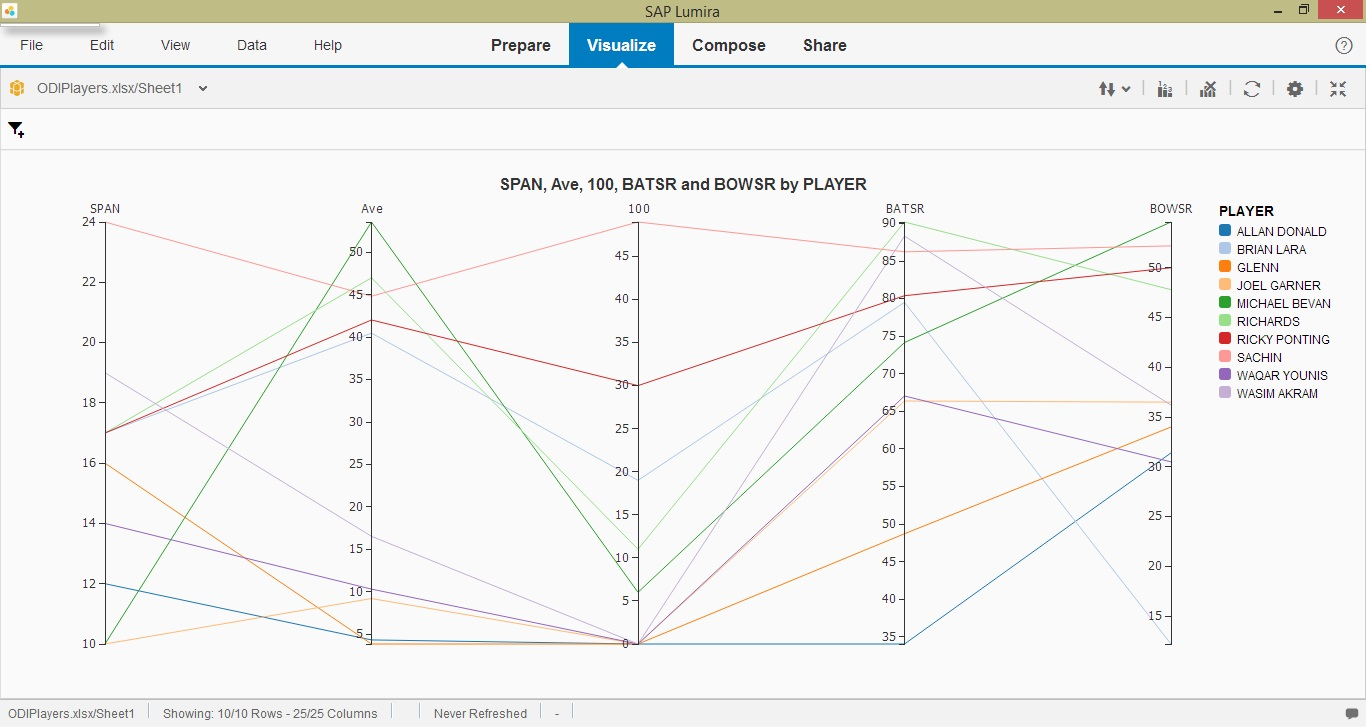 SAP Lumira
File Edit View Data Help Prepare Visualize Compose Share
ODIPlayers.xlsx/Sheet1
SPAN, Ave, 100, BATSR and BOWSR by PLAYER
SPAN
24
22
20
18
16
14
12
10
Ave
50
45
40
35
30
25
20
15
10
5
100
45
40
35
30
25
20
15
10
5
0
BATSR
90
85
80
75
70
65
60
55
50
45
40
35
BOWSR
50
45
40
35
30
25
20
15
PLAYER
ALLAN DONALD
BRIAN LARA
GLENN
JOEL GARNER
MICHAEL BEVAN
RICHARDS
RICKY PONTING
SACHIN
WAQAR YOUNIS
WASIM AKRAM
ODIPlayers.xlsx/Sheet1 Showing: 10/10 Rows - 25/25 Columns Never Refreshed -